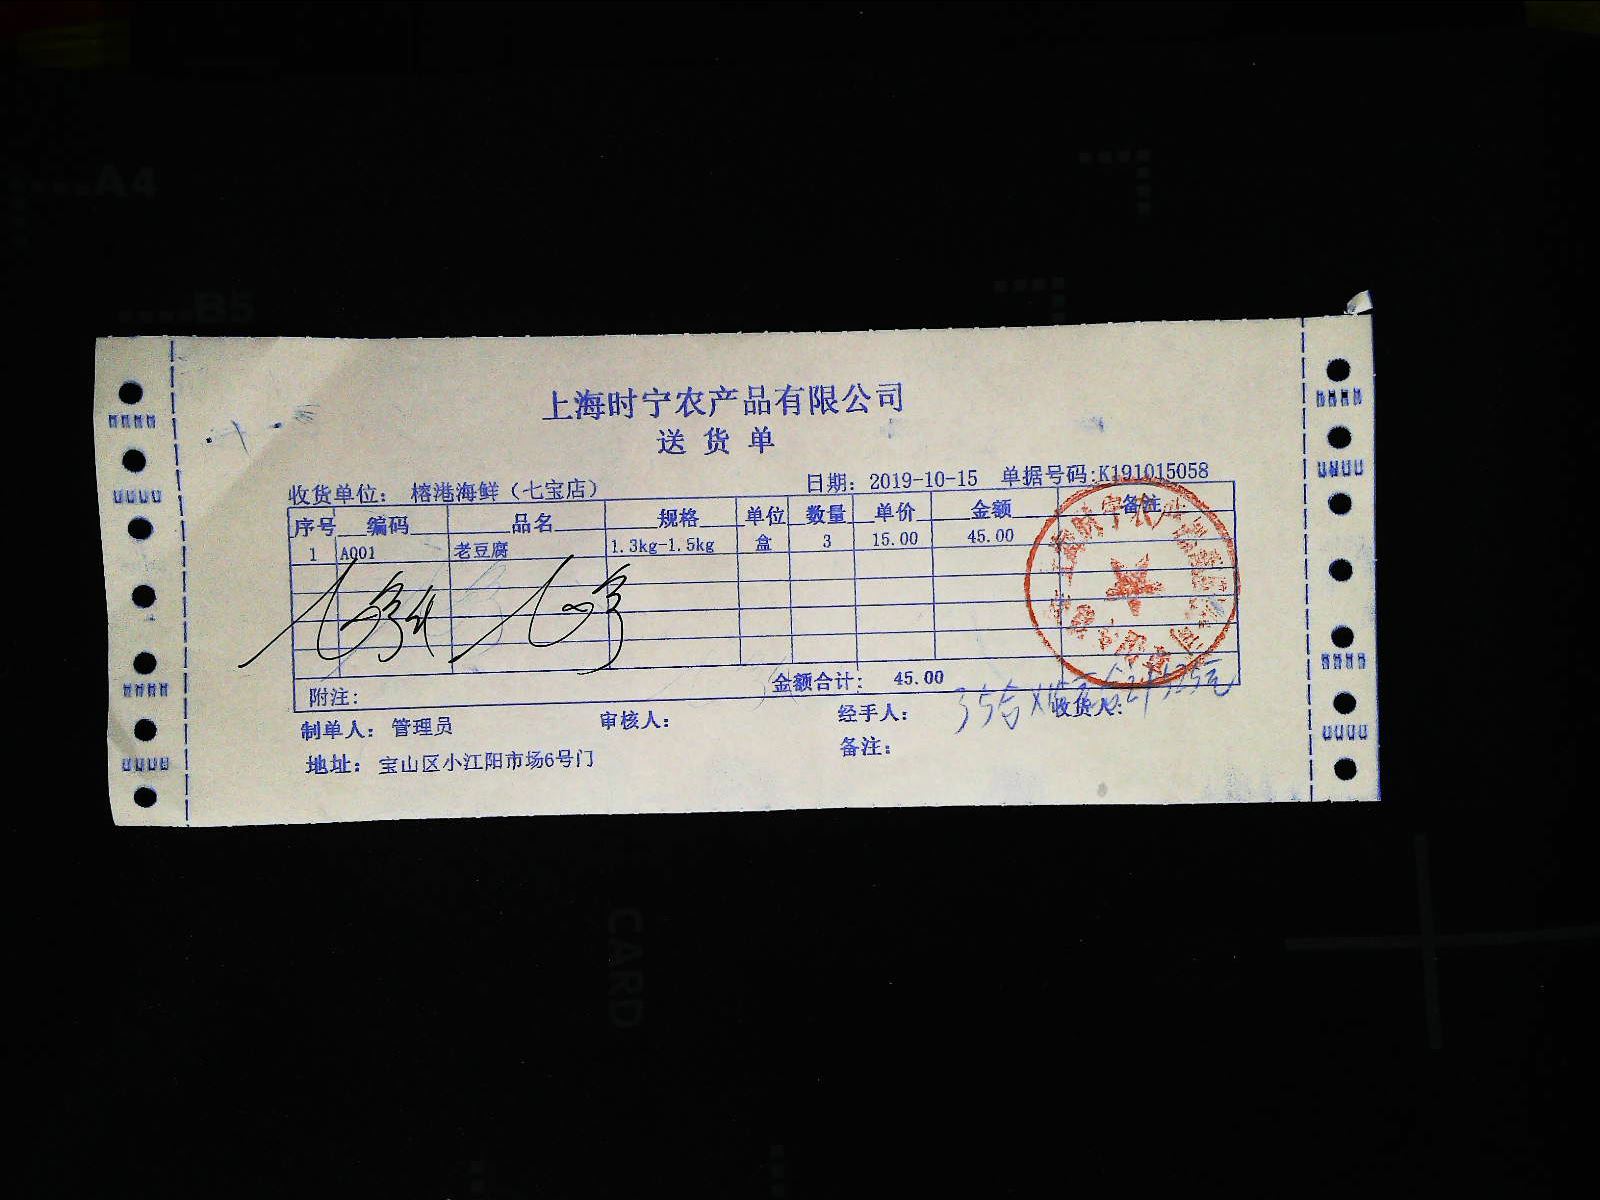 A4
B5
上海时宁农产品有限公司
送货单
收货单位： 榕港海鲜（七宝店） 日期： 2019-10-15 单据号码:K191015058
序号 编码 品名 规格 单位 数量 单价 金额 备注
1 A001 老豆腐 1.3kg-1.5kg 盒 3 15.00 45.00
金额合计： 45.00
附注：
制单人： 管理员 审核人： 经手人： 收货人：
地址： 宝山区小江阳市场6号门 备注：
CARD